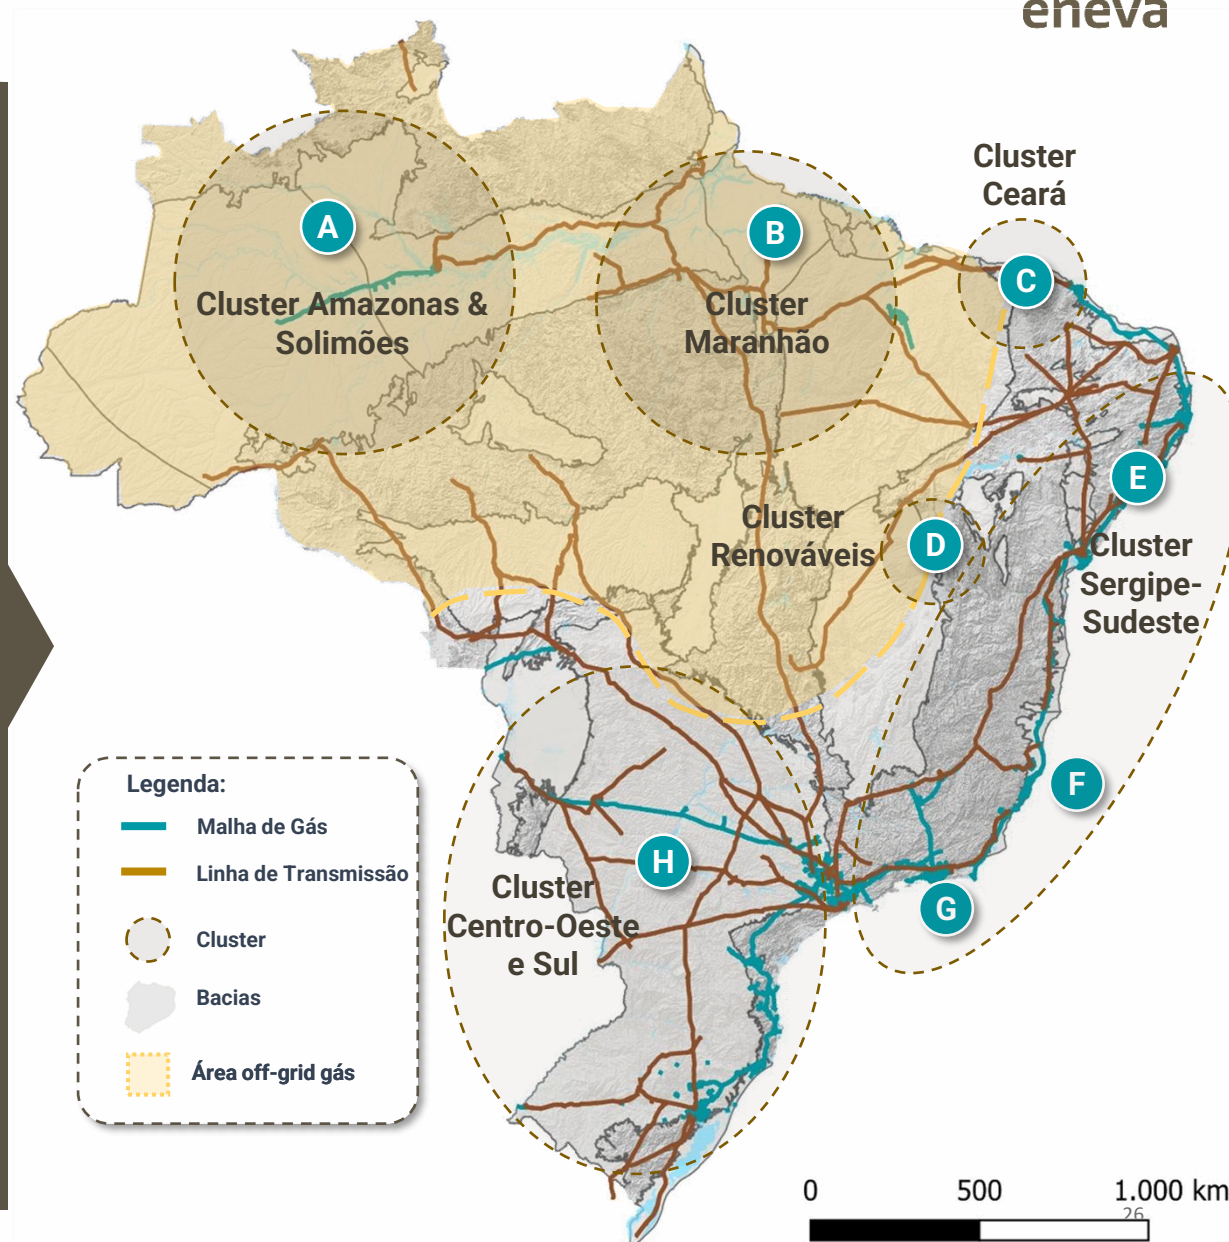 eneva
Cluster
Ceará
A
B
C
Cluster Amazonas &
Solimões
Cluster
Maranhão
E
Cluster
Renováveis
D
Cluster
Sergipe-
Sudeste
F
Legenda:
Malha de Gás
Linha de Transmissão
Cluster
Bacias
Área off-grid gás
H
Cluster
Centro-Oeste
e Sul
G
0 500 1.000 km
26